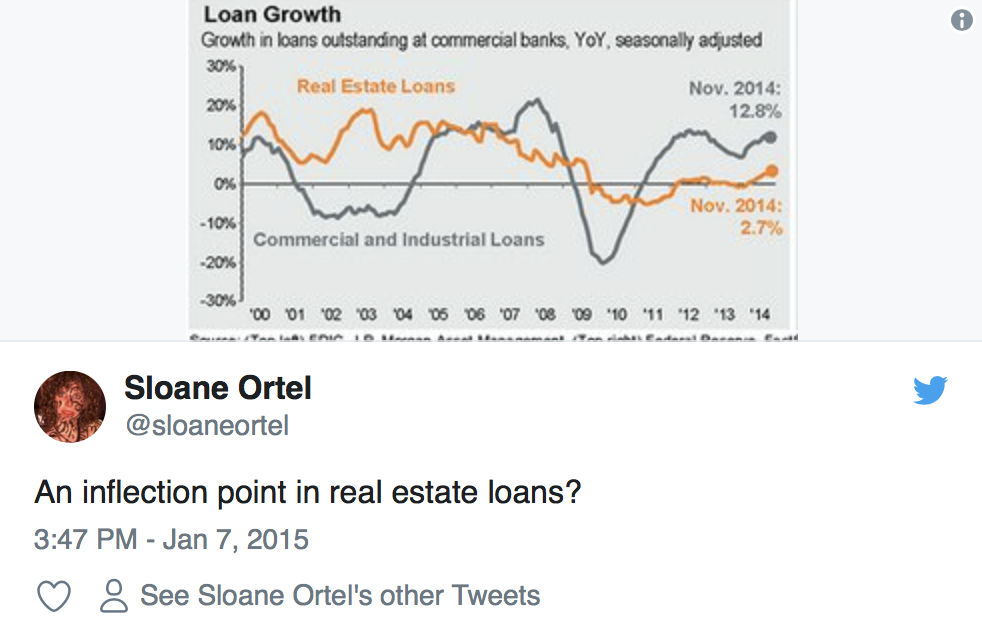 Loan Growth
Growth in loans outstanding at commercial banks, YoY, seasonally adjusted
30%
Real Estate Loans
Nov. 2014:
12.8%
20%
10%
0%
Nov. 2014:
2.7%
-10%
Commercial and Industrial Loans
-20%
-30%
'00 '01 '02 '03 '04 '05 '06 '07 '08 '09 '10 '11 '12 '13 '14
Sloane Ortel
@sloaneortel
An inflection point in real estate loans?
3:47 PM - Jan 7, 2015
See Sloane Ortel's other Tweets